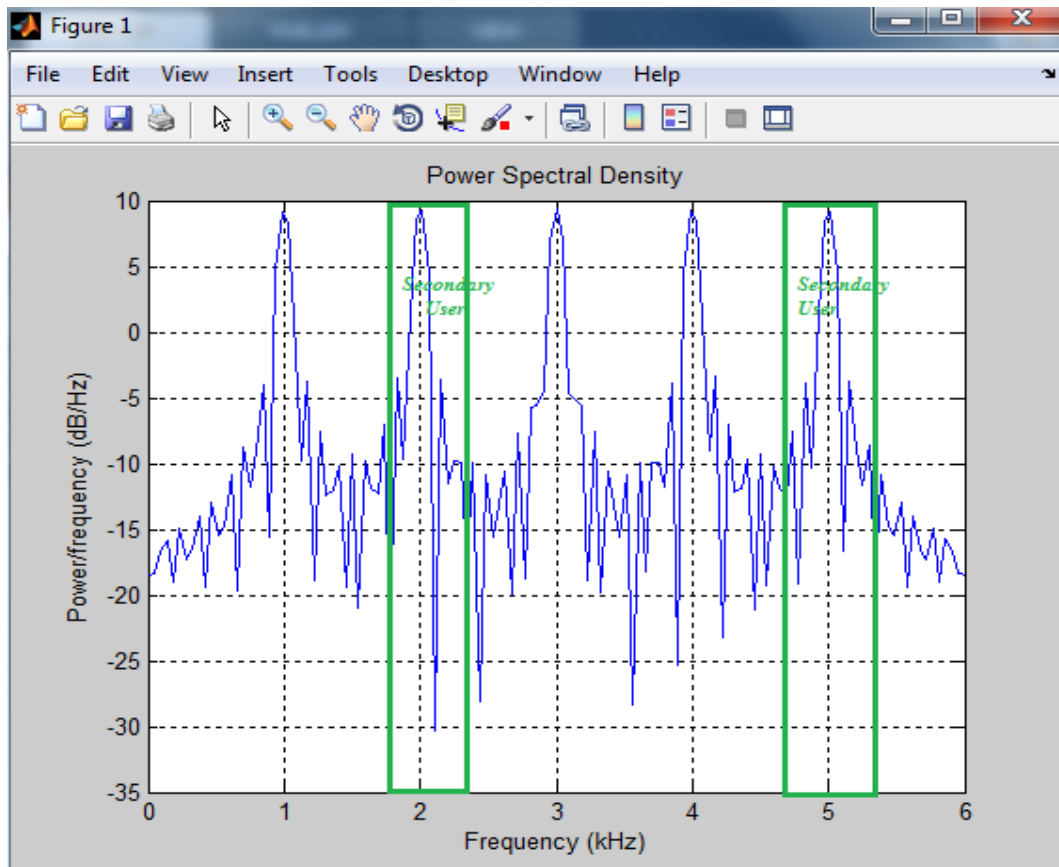 Figure 1
File Edit View Insert Tools Desktop Window Help
Power Spectral Density
10
5
0
-5
-10
-15
-20
-25
-30
-35
Power/frequency (dB/Hz)
Secondary
User
Secondary
User
0 1 2 3 4 5 6
Frequency (kHz)